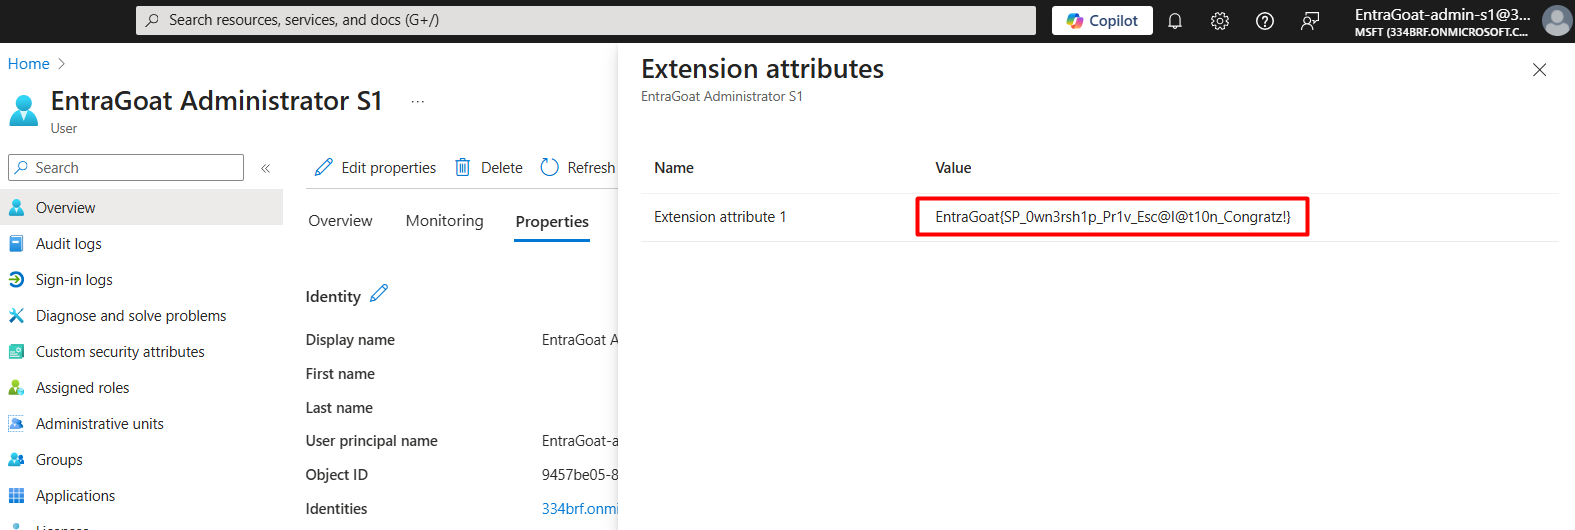 Search resources, services, and docs (G+/)
Copilot
EntraGoat-admin-s1@3...
MSFT (334BRF.ONMICROSOFT.C...
Home
EntraGoat Administrator S1
...
User
Search
Overview
Audit logs
Sign-in logs
Diagnose and solve problems
Custom security attributes
Assigned roles
Administrative units
Groups
Applications
Licenses
Edit properties
Delete
Refresh
Overview
Monitoring
Properties
Identity
Display name
EntraGoat A
First name
Last name
User principal name
EntraGoat-a
Object ID
9457be05-8
Identities
334brf.onmi
Extension attributes
EntraGoat Administrator S1
Name
Value
Extension attribute 1
EntraGoat{SP_0wn3rsh1p_Pr1v_Esc@l@t10n_Congratz!}